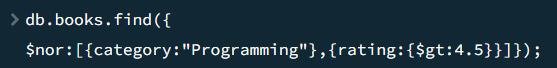 > db.books.find({
$nor:[{category:"Programming"},{rating:{$gt:4.5}}]});